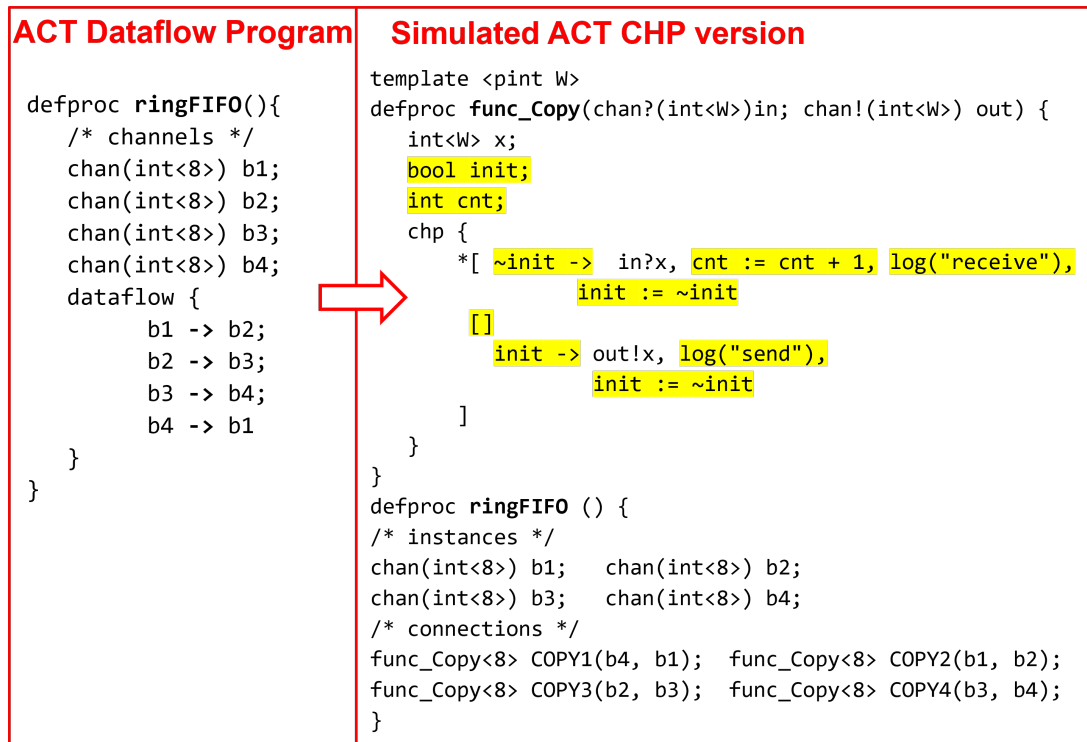 ACT Dataflow Program
defproc ringFIFO(){
/* channels */
chan(int<8>) b1;
chan(int<8>) b2;
chan(int<8>) b3;
chan(int<8>) b4;
dataflow {
b1 -> b2;
b2 -> b3;
b3 -> b4;
b4 -> b1
}
}
Simulated ACT CHP version
template <pint W>
defproc func_Copy(chan?(int<W>)in; chan!(int<W>) out) {
int<W> x;
bool init;
int cnt;
chp {
*[ ~init -> in?x, cnt := cnt + 1, log("receive"),
init := ~init
[]
init -> out!x, log("send"),
init := ~init
]
}
}
defproc ringFIFO () {
/* instances */
chan(int<8>) b1; chan(int<8>) b2;
chan(int<8>) b3; chan(int<8>) b4;
/* connections */
func_Copy<8> COPY1(b4, b1); func_Copy<8> COPY2(b1, b2);
func_Copy<8> COPY3(b2, b3); func_Copy<8> COPY4(b3, b4);
}